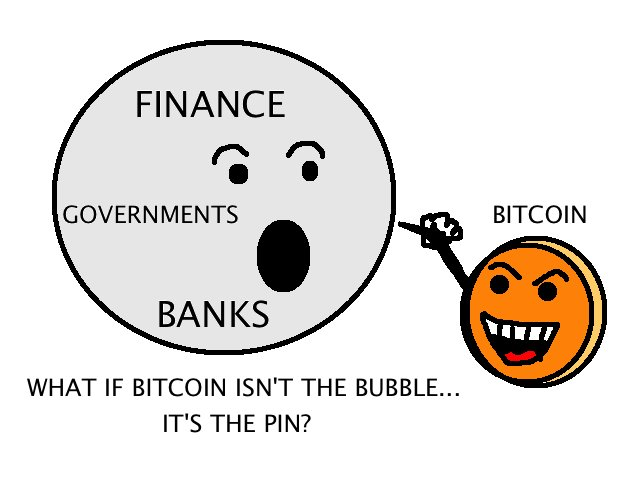 FINANCE
GOVERNMENTS
BITCOIN
BANKS
WHAT IF BITCOIN ISN'T THE BUBBLE...
IT'S THE PIN?